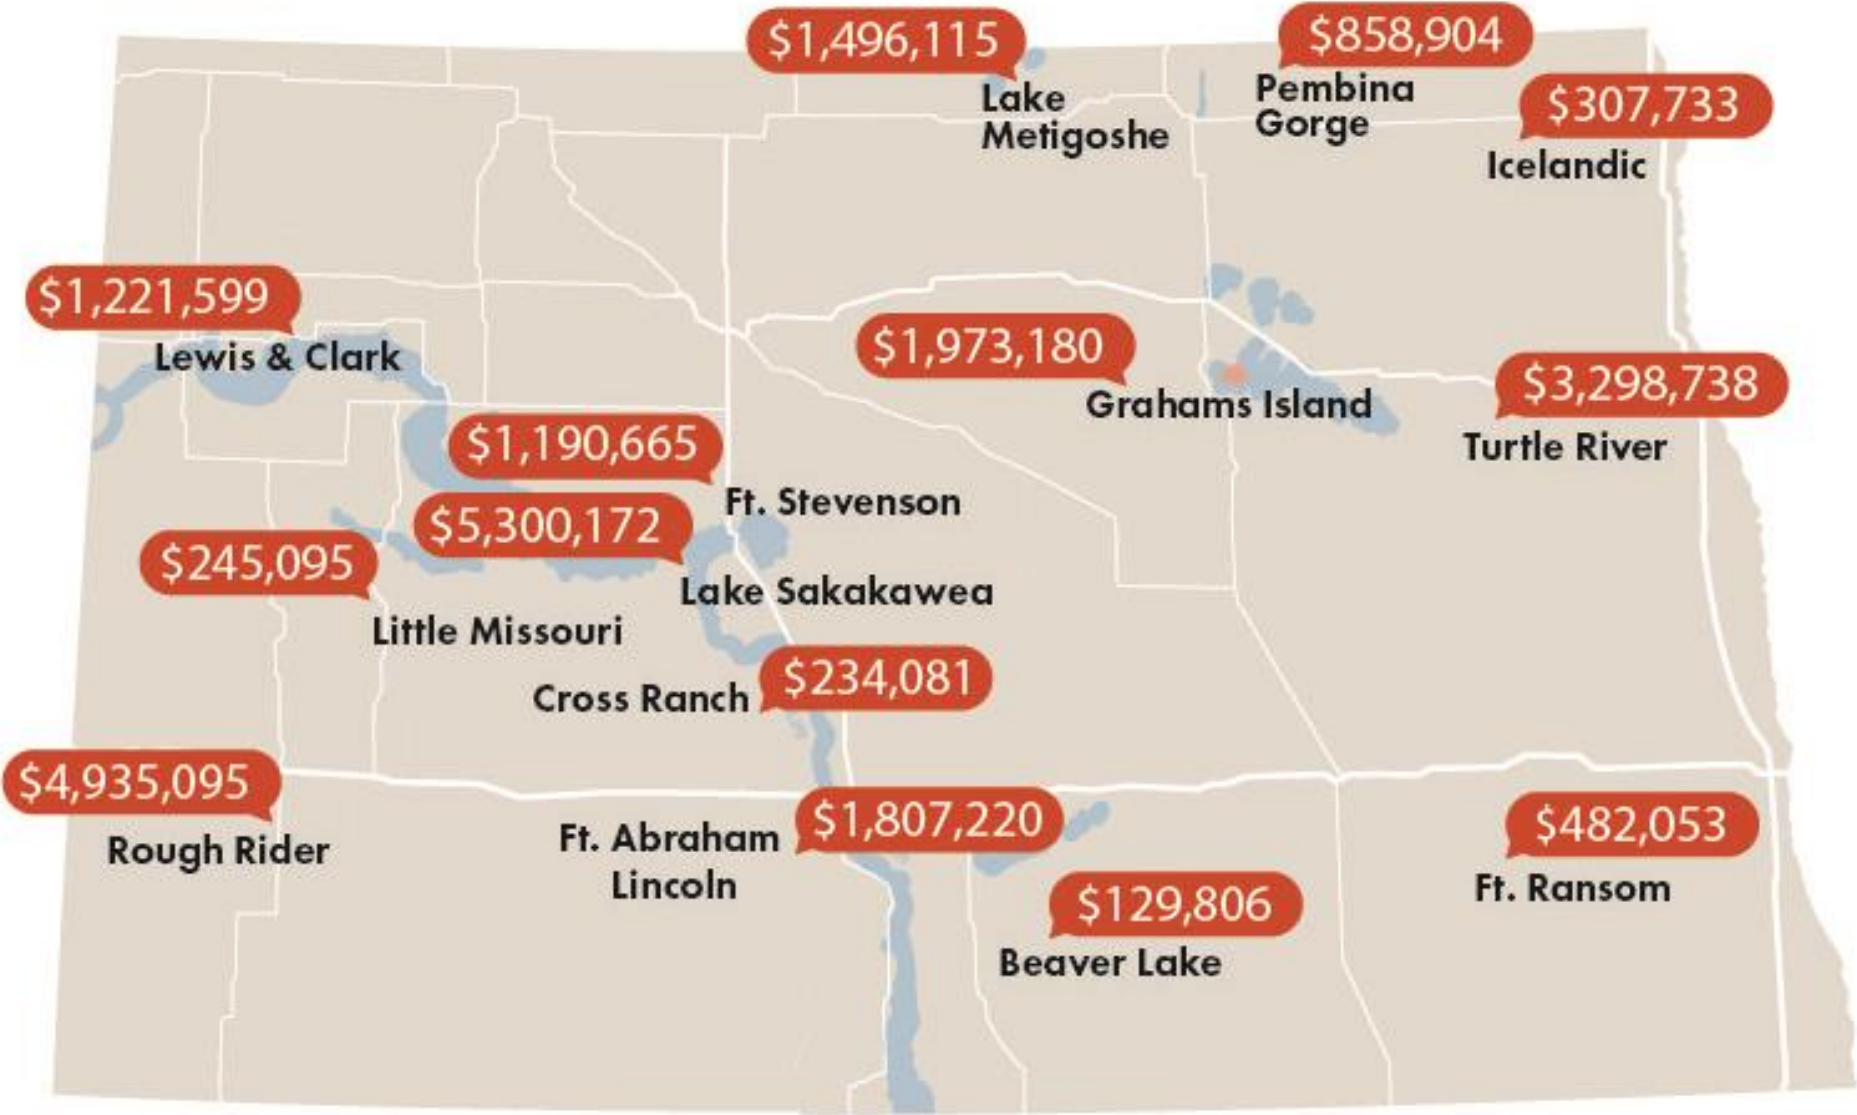 $1,496,115
Lake
Metigoshe
$858,904
Pembina
Gorge
$307,733
Icelandic
$1,221,599
Lewis & Clark
$1,973,180
Grahams Island
$3,298,738
Turtle River
$1,190,665
Ft. Stevenson
$5,300,172
Lake Sakakawea
$245,095
Little Missouri
$234,081
Cross Ranch
$4,935,095
Rough Rider
$1,807,220
Ft. Abraham
Lincoln
$482,053
Ft. Ransom
$129,806
Beaver Lake